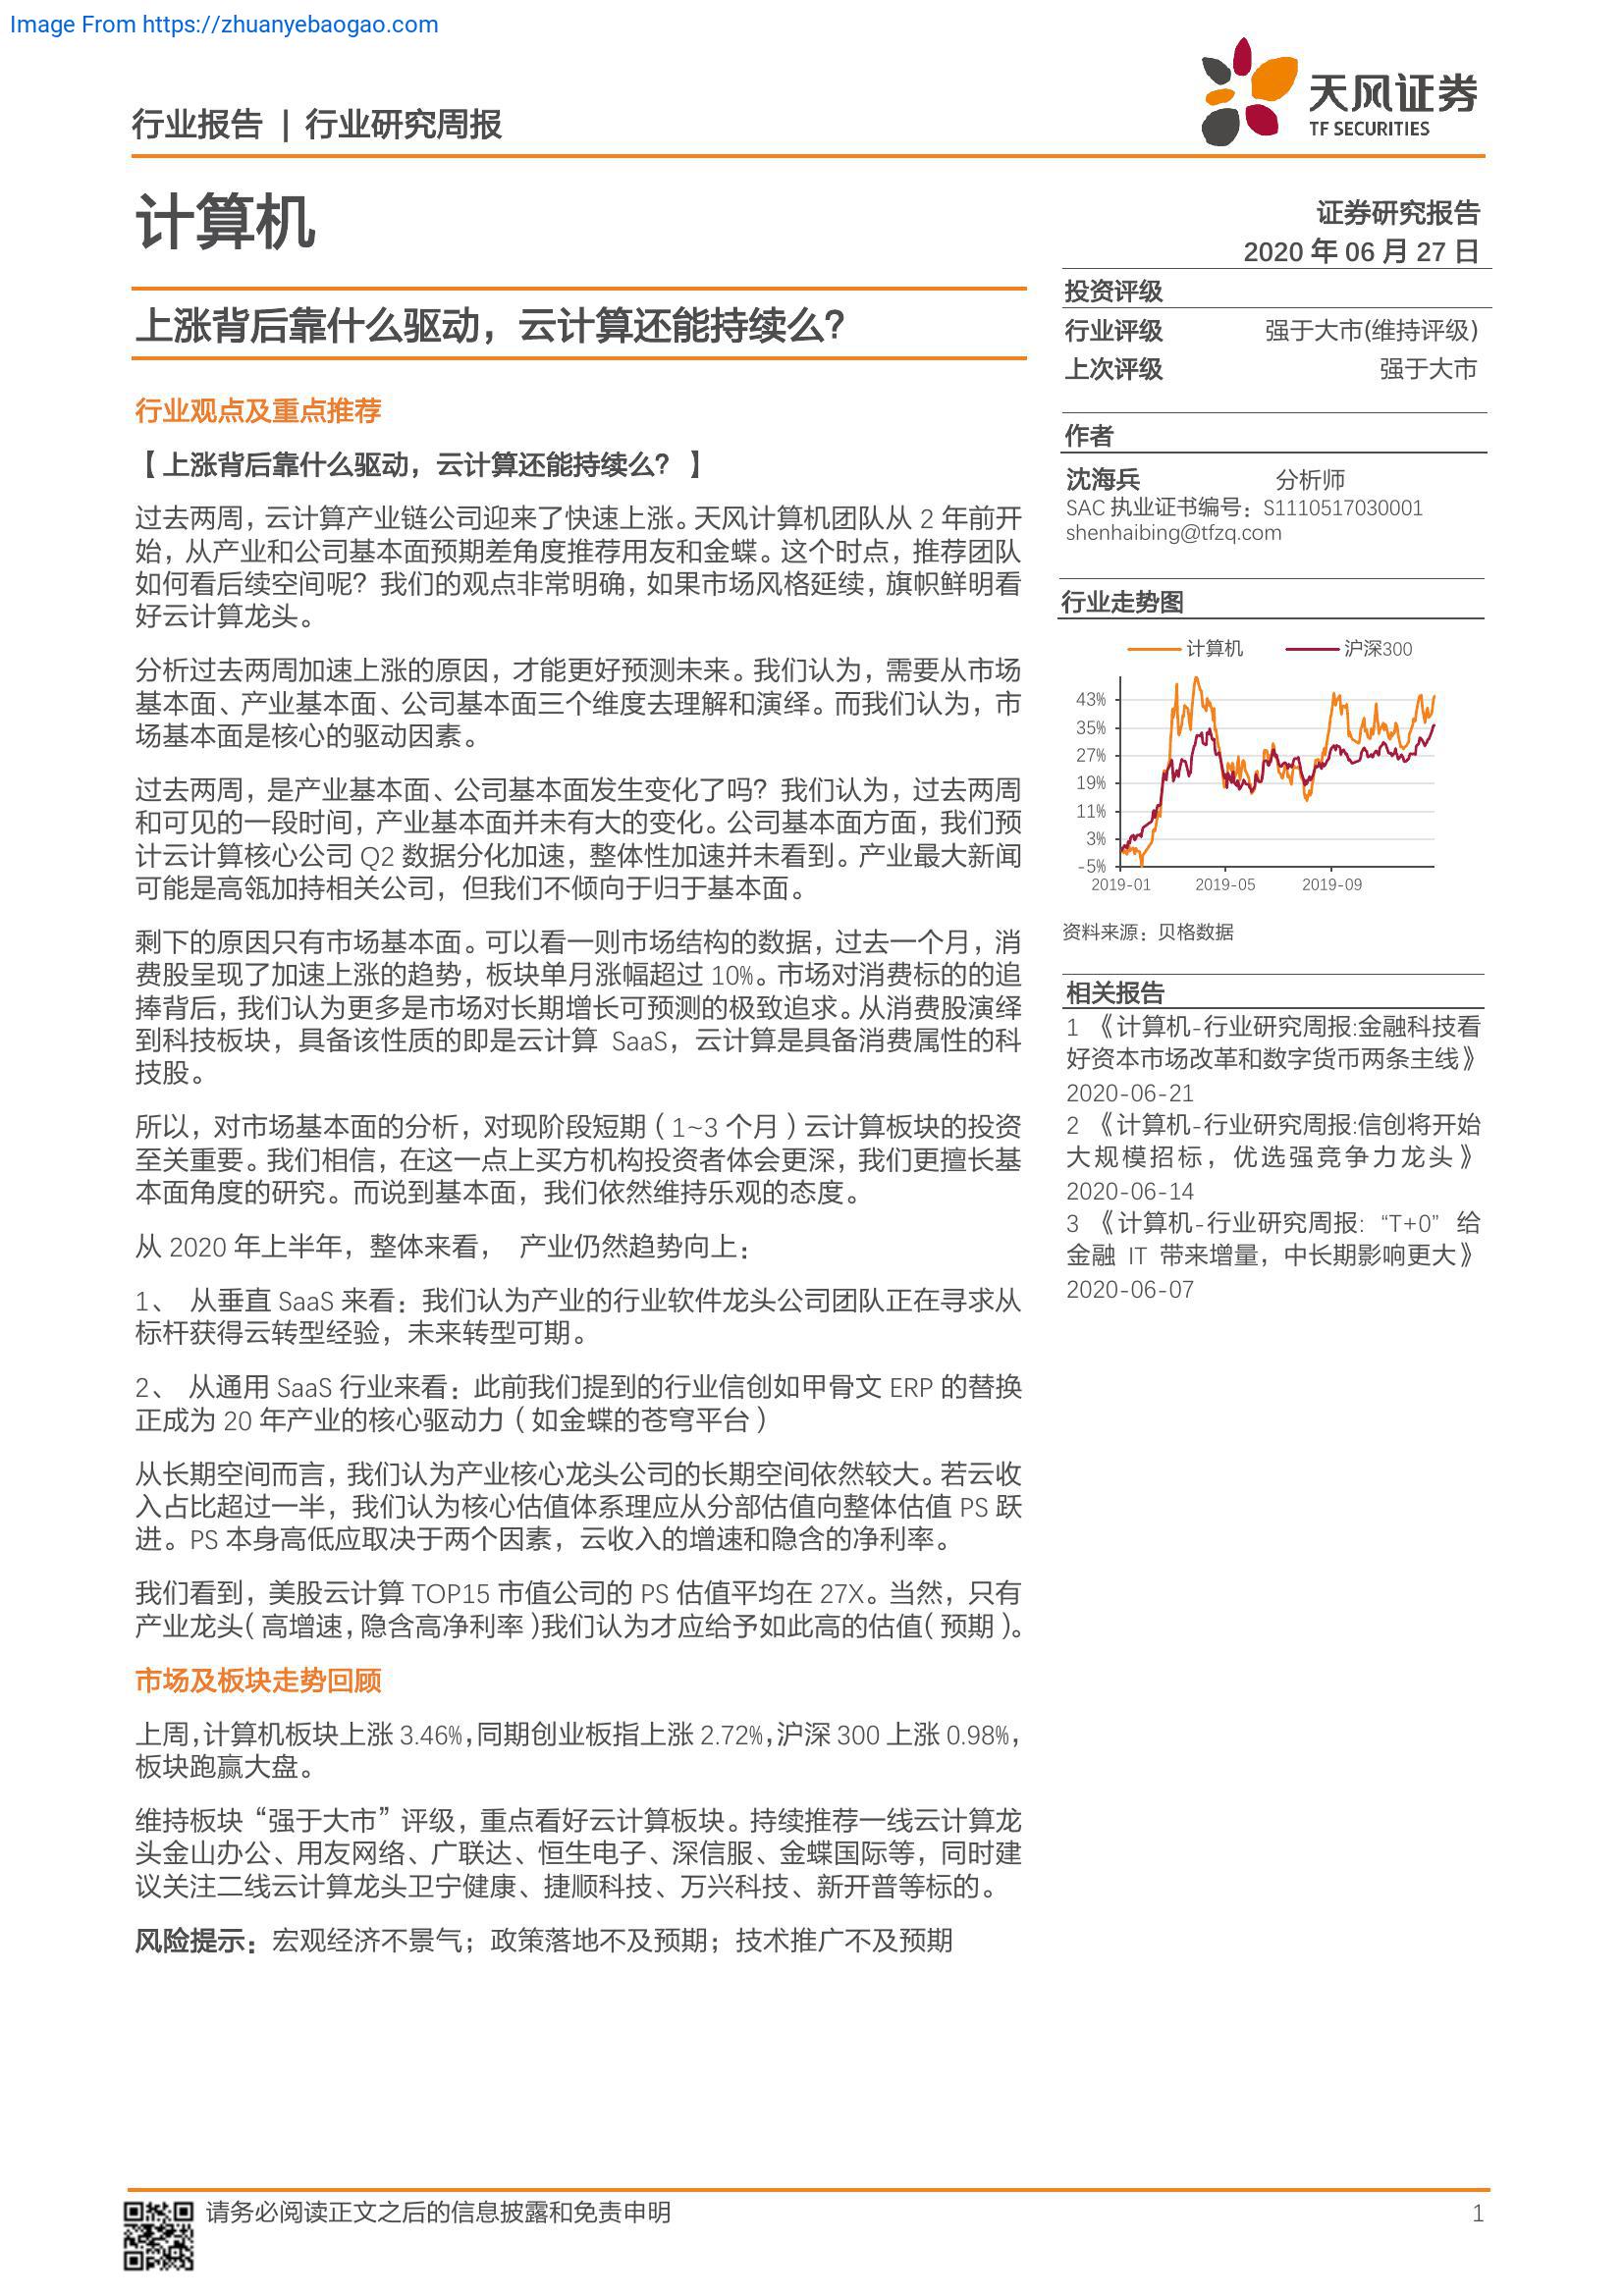 Image From https://zhuanyebaogao.com
行业报告 | 行业研究周报
天风证券
TF SECURITIES
计算机
证券研究报告
2020 年 06 月 27 日
上涨背后靠什么驱动，云计算还能持续么？
行业观点及重点推荐
【 上涨背后靠什么驱动，云计算还能持续么？ 】
过去两周，云计算产业链公司迎来了快速上涨。天风计算机团队从 2 年前开
始，从产业和公司基本面预期差角度推荐用友和金蝶。这个时点，推荐团队
如何看后续空间呢？我们的观点非常明确，如果市场风格延续，旗帜鲜明看
好云计算龙头。
分析过去两周加速上涨的原因，才能更好预测未来。我们认为，需要从市场
基本面、产业基本面、公司基本面三个维度去理解和演绎。而我们认为，市
场基本面是核心的驱动因素。
过去两周，是产业基本面、公司基本面发生变化了吗？我们认为，过去两周
和可见的一段时间，产业基本面并未有大的变化。公司基本面方面，我们预
计云计算核心公司 Q2 数据分化加速，整体性加速并未看到。产业最大新闻
可能是高瓴加持相关公司，但我们不倾向于归于基本面。
剩下的原因只有市场基本面。可以看一则市场结构的数据，过去一个月，消
费股呈现了加速上涨的趋势，板块单月涨幅超过 10%。市场对消费标的的追
捧背后，我们认为更多是市场对长期增长可预测的极致追求。从消费股演绎
到科技板块，具备该性质的即是云计算 SaaS，云计算是具备消费属性的科
技股。
所以，对市场基本面的分析，对现阶段短期（1~3 个月）云计算板块的投资
至关重要。我们相信，在这一点上买方机构投资者体会更深，我们更擅长基
本面角度的研究。而说到基本面，我们依然维持乐观的态度。
从 2020 年上半年，整体来看， 产业仍然趋势向上：
1、 从垂直 SaaS 来看：我们认为产业的行业软件龙头公司团队正在寻求从
标杆获得云转型经验，未来转型可期。
2、 从通用 SaaS 行业来看：此前我们提到的行业信创如甲骨文 ERP 的替换
正成为 20 年产业的核心驱动力（如金蝶的苍穹平台）
从长期空间而言，我们认为产业核心龙头公司的长期空间依然较大。若云收
入占比超过一半，我们认为核心估值体系理应从分部估值向整体估值 PS 跃
进。PS 本身高低应取决于两个因素，云收入的增速和隐含的净利率。
我们看到，美股云计算 TOP15 市值公司的 PS 估值平均在 27X。当然，只有
产业龙头（高增速，隐含高净利率）我们认为才应给予如此高的估值（预期）。
市场及板块走势回顾
上周，计算机板块上涨 3.46%，同期创业板指上涨 2.72%，沪深 300 上涨 0.98%，
板块跑赢大盘。
维持板块“强于大市”评级，重点看好云计算板块。持续推荐一线云计算龙
头金山办公、用友网络、广联达、恒生电子、深信服、金蝶国际等，同时建
议关注二线云计算龙头卫宁健康、捷顺科技、万兴科技、新开普等标的。
风险提示：宏观经济不景气；政策落地不及预期；技术推广不及预期
投资评级
行业评级 强于大市(维持评级)
上次评级 强于大市
作者
沈海兵 分析师
SAC 执业证书编号：S1110517030001
shenhaibing@tfzq.com
行业走势图
计算机 沪深300
43%
35%
27%
19%
11%
3%
-5%
2019-01 2019-05 2019-09
资料来源：贝格数据
相关报告
1 《计算机-行业研究周报:金融科技看
好资本市场改革和数字货币两条主线》
2020-06-21
2 《计算机-行业研究周报:信创将开始
大规模招标，优选强竞争力龙头》
2020-06-14
3 《计算机-行业研究周报：“T+0” 给
金融 IT 带来增量，中长期影响更大》
2020-06-07
请务必阅读正文之后的信息披露和免责申明
1